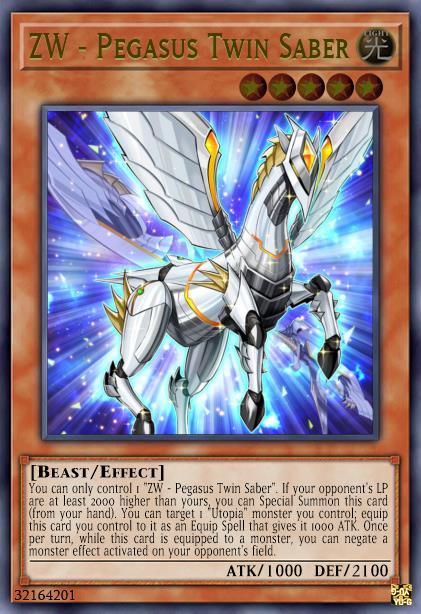 ZW - Pegasus Twin Saber
LIGHT
光
[Beast/Effect]
You can only control 1 "ZW - Pegasus Twin Saber". If your opponent's LP
are at least 2000 higher than yours, you can Special Summon this card
(from your hand). You can target 1 "Utopia" monster you control; equip
this card you control to it as an Equip Spell that gives it 1000 ATK. Once
per turn, while this card is equipped to a monster, you can negate a
monster effect activated on your opponent's field.
ATK/1000 DEF/2100
32164201